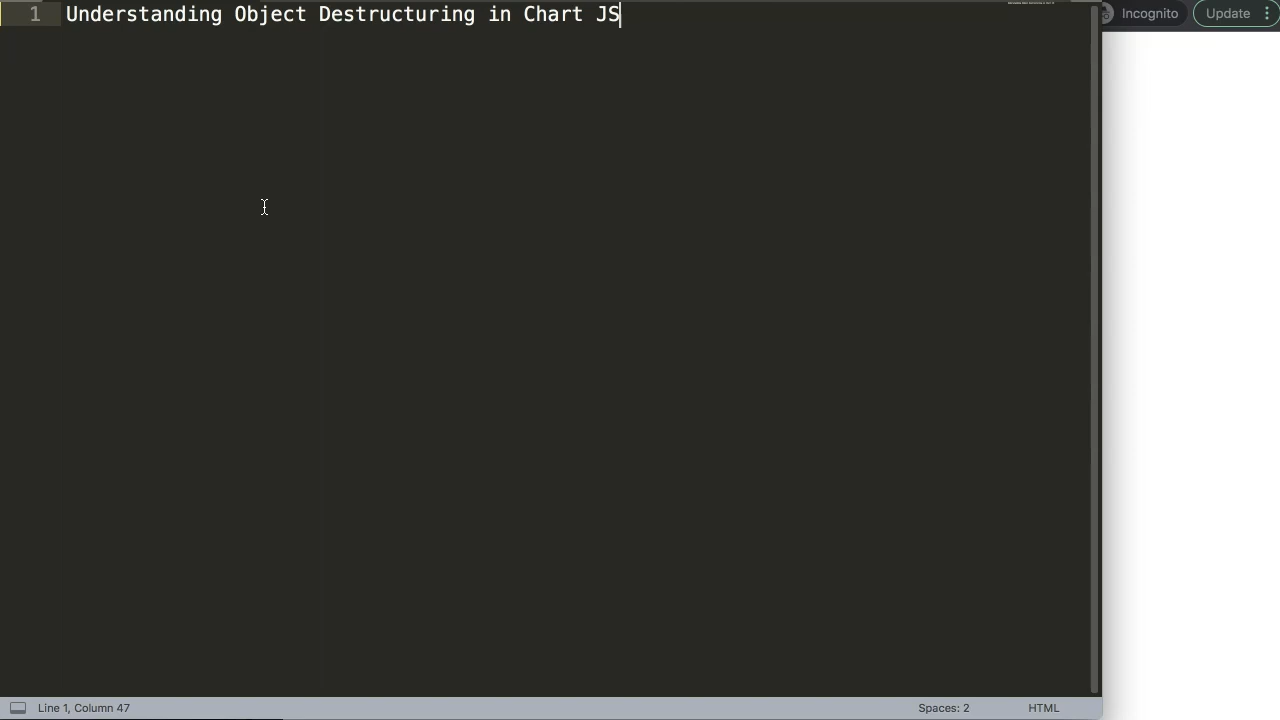 1 Understanding Object Destructuring in Chart JS
Incognito
Update
Line 1, Column 47
Spaces: 2
HTML